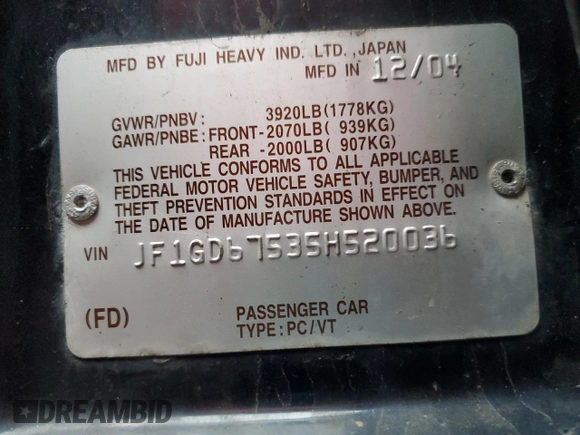 MFD BY FUJI HEAVY IND. LTD., JAPAN
MFD IN 12/04
GVWR/PNBV: 3920LB(1778KG)
GAWR/PNBE: FRONT-2070LB( 939KG)
REAR -2000LB( 907KG)
THIS VEHICLE CONFORMS TO ALL APPLICABLE
FEDERAL MOTOR VEHICLE SAFETY, BUMPER, AND
THEFT PREVENTION STANDARDS IN EFFECT ON
THE DATE OF MANUFACTURE SHOWN ABOVE.
VIN JF1GD67535H520036
(FD) PASSENGER CAR
TYPE: PC/VT
DREAMBID